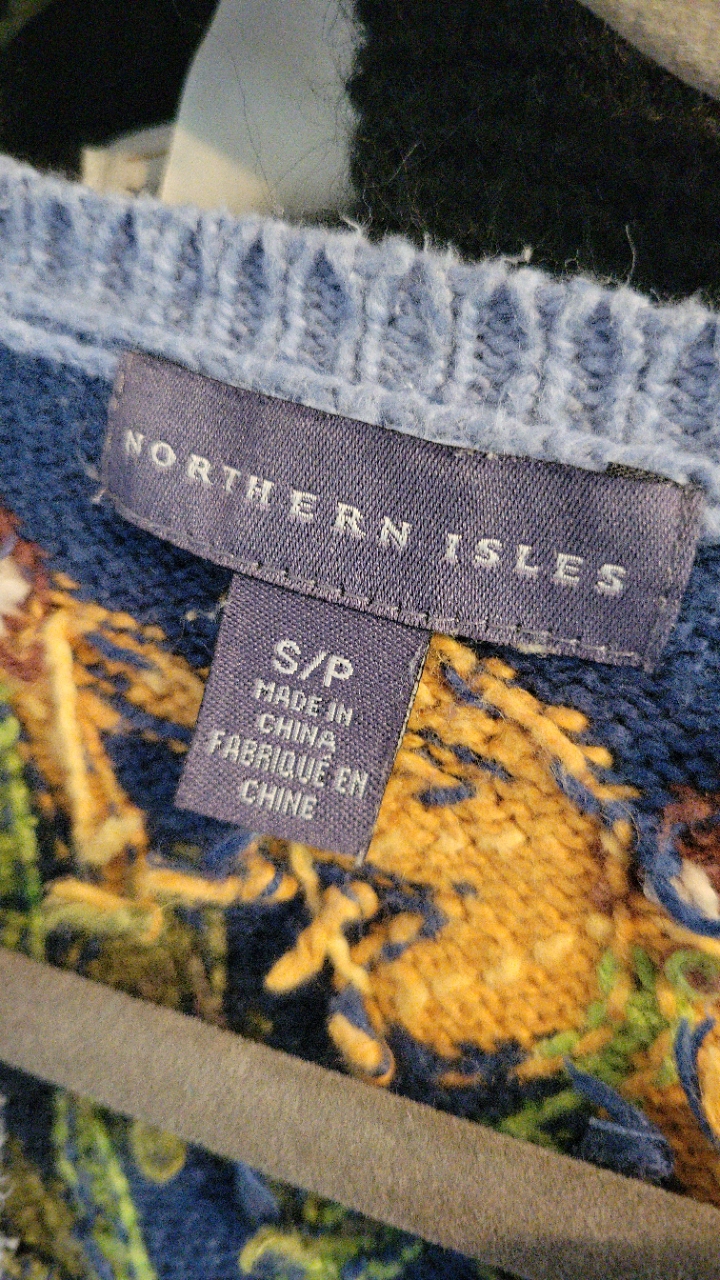 NORTHERN ISLES
S/P
MADE IN
CHINA
FABRIQUÉ EN
CHINE